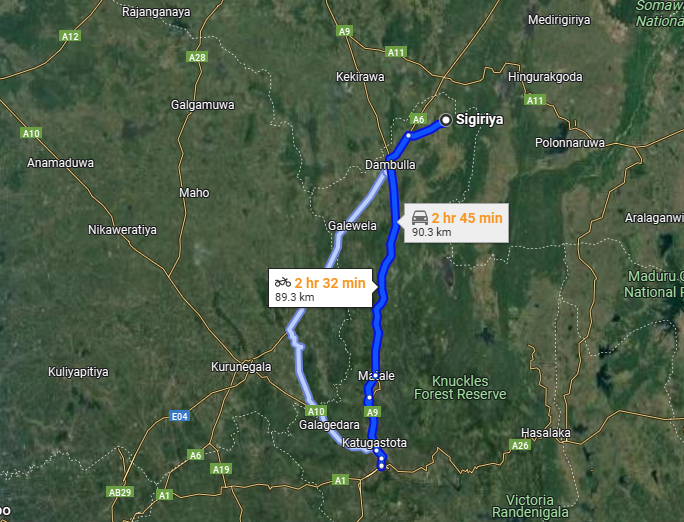 Somaw
National
Rajanganaya
Medirigiriya
A9
A12
A11
A28
Kekirawa
Hingurakgoda
A11
Galgamuwa
A6
Sigiriya
A10
Polonnaruwa
Anamaduwa
Dambulla
Maho
2 hr 45 min
90.3 km
Aralaganwi
Nikaweratiya
Galewela
2 hr 32 min
89.3 km
Maduru O
National P
Kurunegala
Kuliyapitiya
Matale
Knuckles
Forest Reserve
E04
A10
A9
Galagedara
Hasalaka
Katugastota
A26
A6
A19
A1
AB29
A1
Victoria
Randenigala
bo